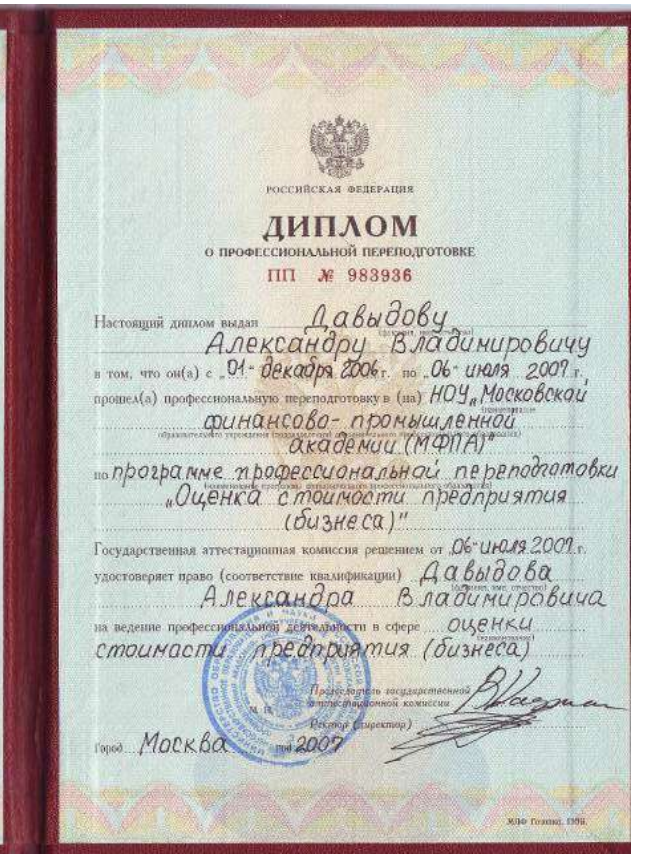 РОССИЙСКАЯ ФЕДЕРАЦИЯ
ДИПЛОМ
О ПРОФЕССИОНАЛЬНОЙ ПЕРЕПОДГОТОВКЕ
ПП № 983936
Настоящий диплом выдан Давыдову
Александру Владимировичу
в том, что он(а) с „01" декабря 2006 г. по „06" июля 2007 г.
прошел(а) профессиональную переподготовку в (на) НОУ „Московской
финансово-промышленной
академии (МФПА)"
по программе профессиональной переподготовки
„Оценка стоимости предприятия
(бизнеса)"
Государственная аттестационная комиссия решением от „06" июля 2007 г.
удостоверяет право (соответствие квалификации) Давыдова
(фамилия, имя, отчество)
Александра Владимировича
на ведение профессиональной деятельности в сфере оценки
(наименование)
стоимости предприятия (бизнеса)
Председатель государственной
аттестационной комиссии
М. П.
Ректор (директор)
Город Москва год 2007